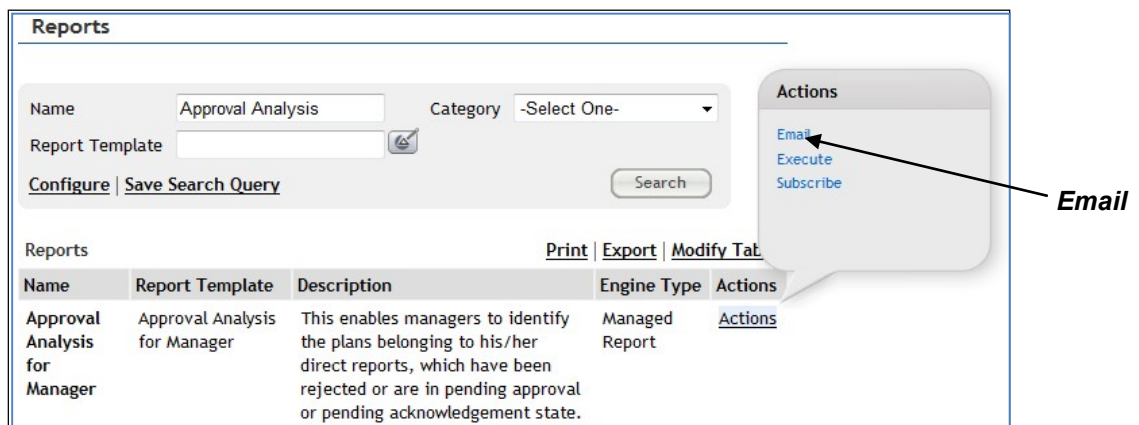 Reports
Name Approval Analysis Category -Select One-
Report Template
Configure | Save Search Query Search
Actions
Email
Execute
Subscribe
Email
Reports Print | Export | Modify
Name Report Template Description Engine Type Actions
Approval Approval Analysis This enables managers to identify Managed Actions
Analysis for Manager the plans belonging to his/her Report
for direct reports, which have been
Manager rejected or are in pending approval
or pending acknowledgement state.